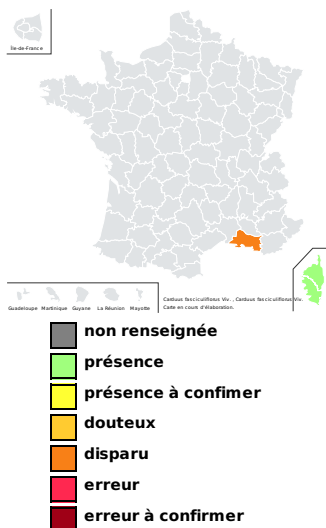 Île-de-France
Guadeloupe Martinique Guyane La Réunion Mayotte
Carduus fasciculiflorus Viv. , Carduus fasciculiflorus Viv.
Carte en cours d'élaboration.
non renseignée
présence
présence à confimer
douteux
disparu
erreur
erreur à confirmer